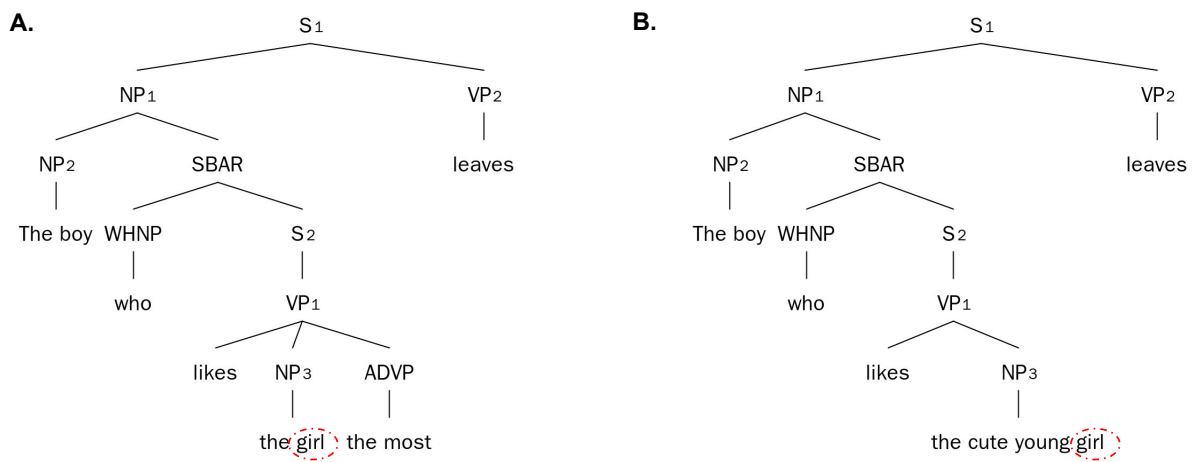 A. S1 B. S1
NP1 VP2 NP1 VP2
NP2 SBAR leaves NP2 SBAR leaves
The boy WHNP S2 The boy WHNP S2
who VP1 who VP1
likes NP3 ADVP likes NP3
the girl the most the cute young girl